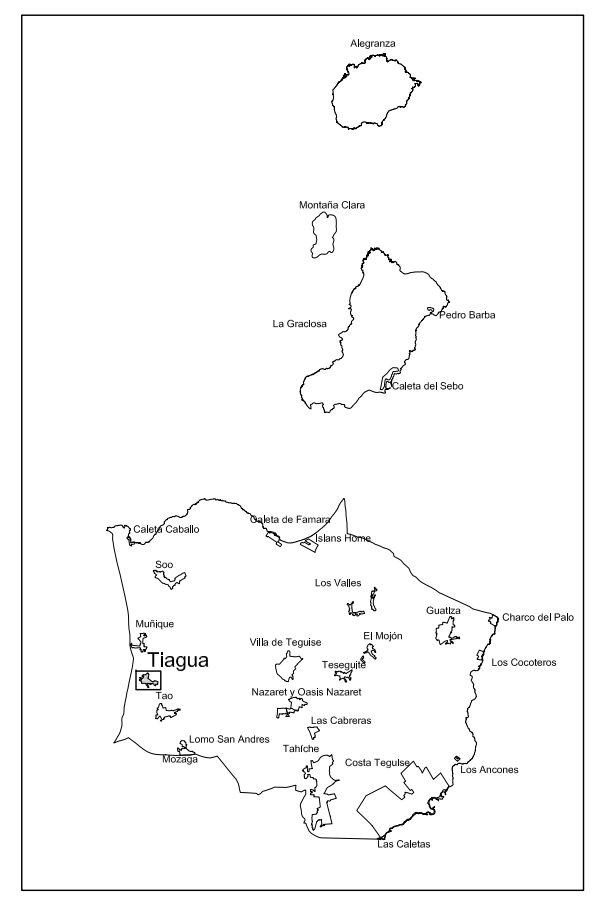 Alegranza
Montaña Clara
La Graclosa
Pedro Barba
Caleta del Sebo
Caleta de Famara
Caleta Caballo
Islans Home
Soo
Los Valles
Guatiza
Charco del Palo
Muñique
El Mojón
Villa de Teguise
Tiagua
Teseguite
Los Cocoteros
Nazaret y Oasis Nazaret
Tao
Las Cabreras
Lomo San Andres
Tahíche
Mozaga
Costa Tegulse
Los Ancones
Las Caletas